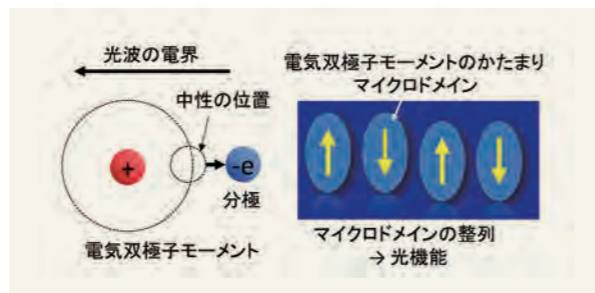 光波の電界
中性の位置
+
-e
分極
電気双極子モーメント
電気双極子モーメントのかたまり
マイクロドメイン
マイクロドメインの整列
→ 光機能